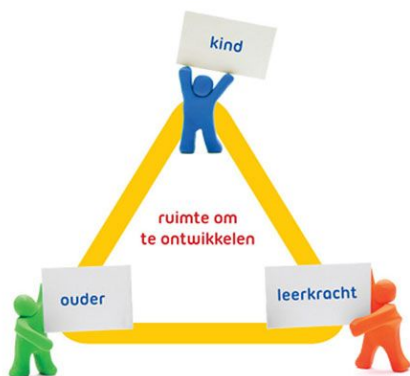 kind
ruimte om
te ontwikkelen
ouder
leerkracht